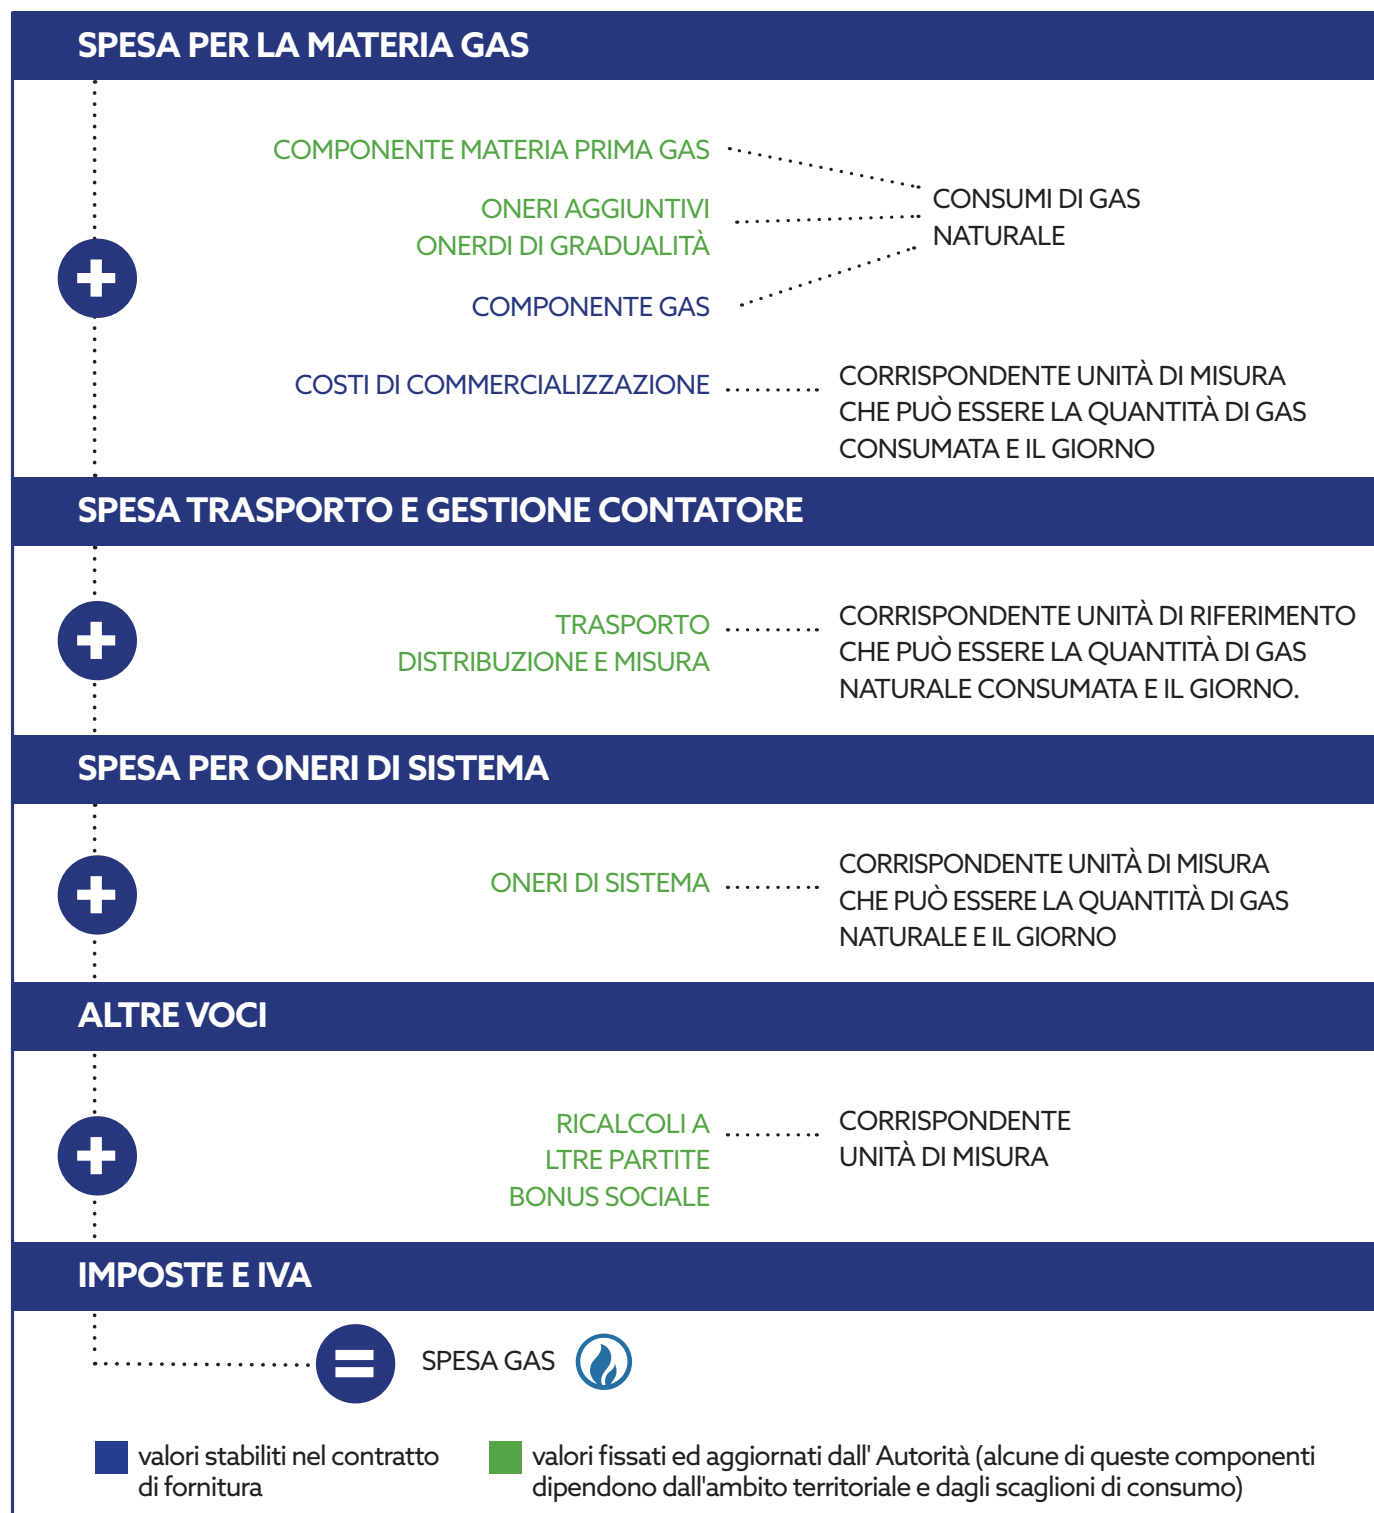 SPESA PER LA MATERIA GAS
COMPONENTE MATERIA PRIMA GAS
ONERI AGGIUNTIVI
ONERDI DI GRADUALITÀ
COMPONENTE GAS
CONSUMI DI GAS
NATURALE
COSTI DI COMMERCIALIZZAZIONE
CORRISPONDENTE UNITÀ DI MISURA
CHE PUÒ ESSERE LA QUANTITÀ DI GAS
CONSUMATA E IL GIORNO
SPESA TRASPORTO E GESTIONE CONTATORE
TRASPORTO
DISTRIBUZIONE E MISURA
CORRISPONDENTE UNITÀ DI RIFERIMENTO
CHE PUÒ ESSERE LA QUANTITÀ DI GAS
NATURALE CONSUMATA E IL GIORNO.
SPESA PER ONERI DI SISTEMA
ONERI DI SISTEMA
CORRISPONDENTE UNITÀ DI MISURA
CHE PUÒ ESSERE LA QUANTITÀ DI GAS
NATURALE E IL GIORNO
ALTRE VOCI
RICALCOLI A
LTRE PARTITE
BONUS SOCIALE
CORRISPONDENTE
UNITÀ DI MISURA
IMPOSTE E IVA
SPESA GAS
valori stabiliti nel contratto
di fornitura
valori fissati ed aggiornati dall' Autorità (alcune di queste componenti
dipendono dall'ambito territoriale e dagli scaglioni di consumo)